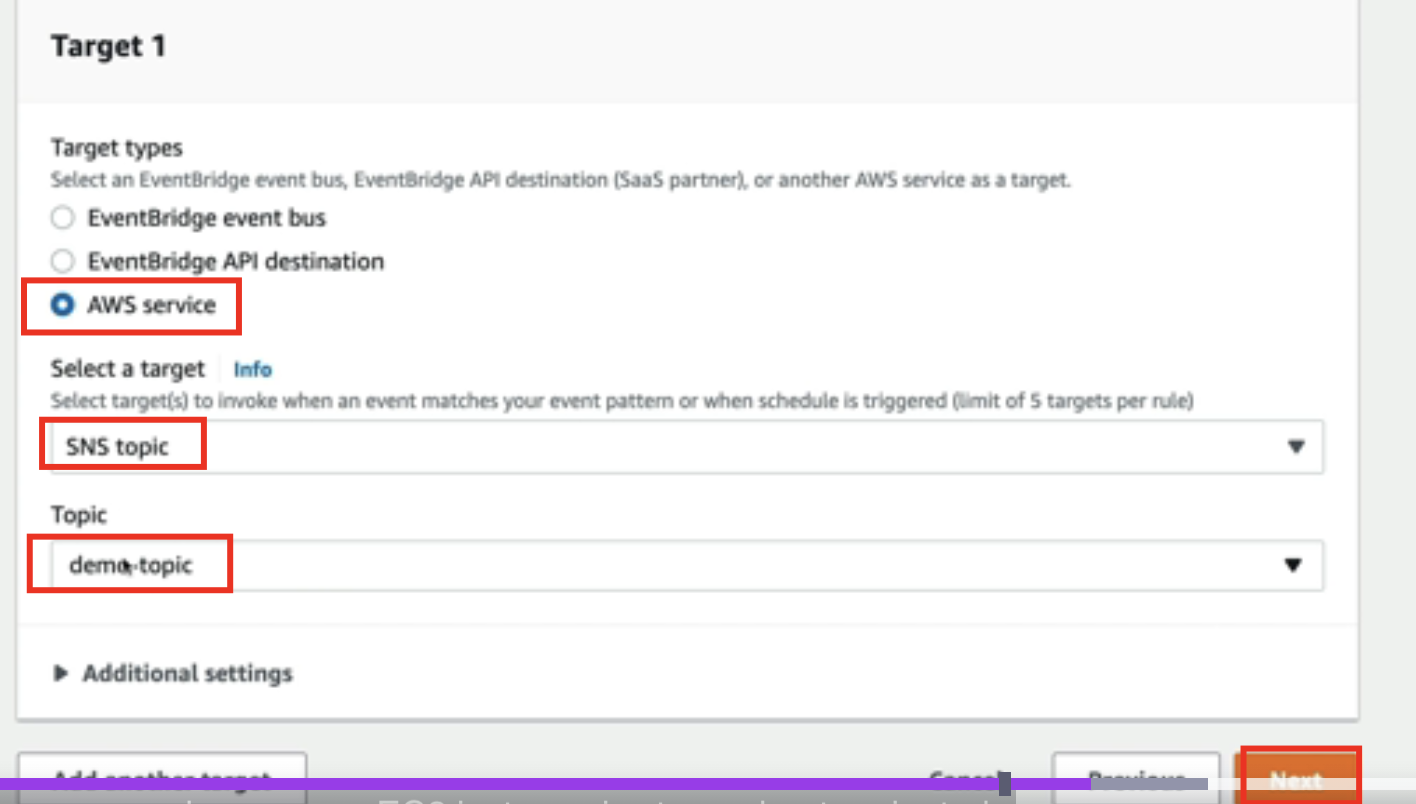 Target 1
Target types
Select an EventBridge event bus, EventBridge API destination (SaaS partner), or another AWS service as a target.
EventBridge event bus
EventBridge API destination
AWS service
Select a target Info
Select target(s) to invoke when an event matches your event pattern or when schedule is triggered (limit of 5 targets per rule)
SNS topic
Topic
demo-topic
Additional settings
Add another target Cancel Previous Next